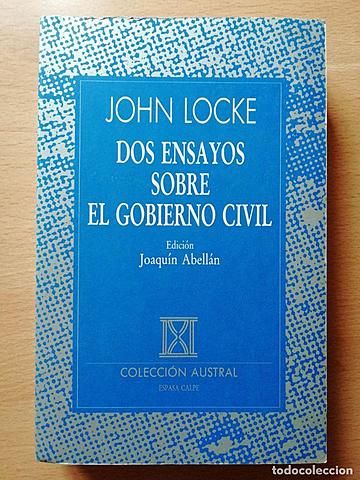 JOHN LOCKE
DOS ENSAYOS
SOBRE
EL GOBIERNO CIVIL
Edición
Joaquín Abellán
COLECCIÓN AUSTRAL
ESPASA CALPE
todocoleccion